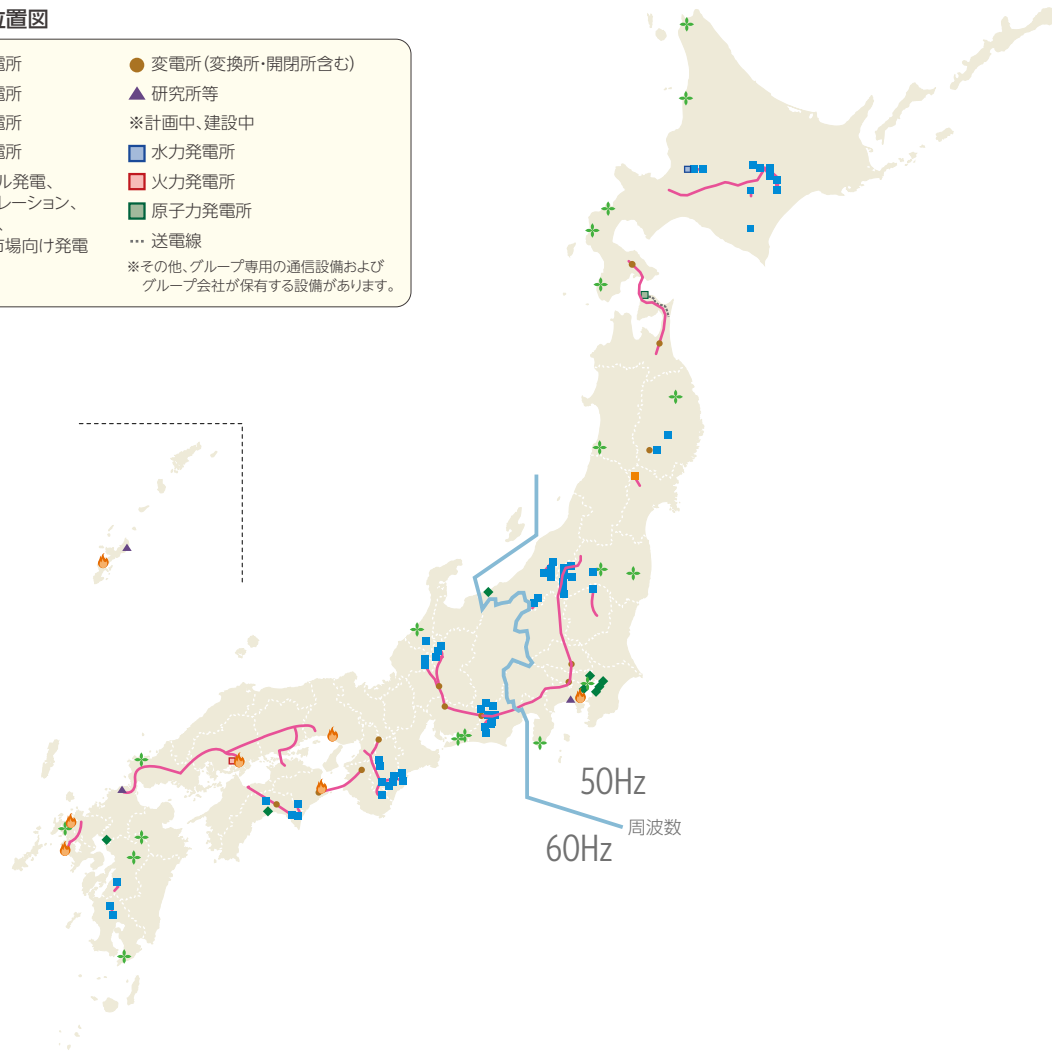 位置図
電所
電所
電所
電所
ル発電、
レーション、
、
市場向け発電
変電所(変換所・開閉所含む)
研究所等
※計画中、建設中
水力発電所
火力発電所
原子力発電所
送電線
※その他、グループ専用の通信設備および
グループ会社が保有する設備があります。
50Hz
周波数
60Hz